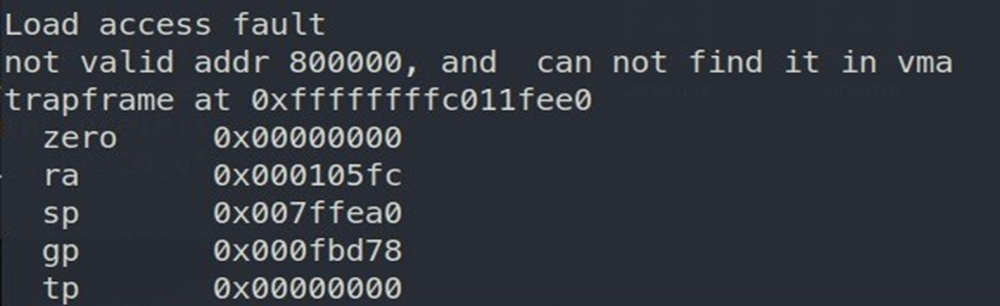 Load access fault
not valid addr 800000, and  can not find it in vma
trapframe at 0xffffffffc011fee0
  zero     0x00000000
  ra       0x000105fc
  sp       0x007ffea0
  gp       0x000fbd78
  tp       0x00000000